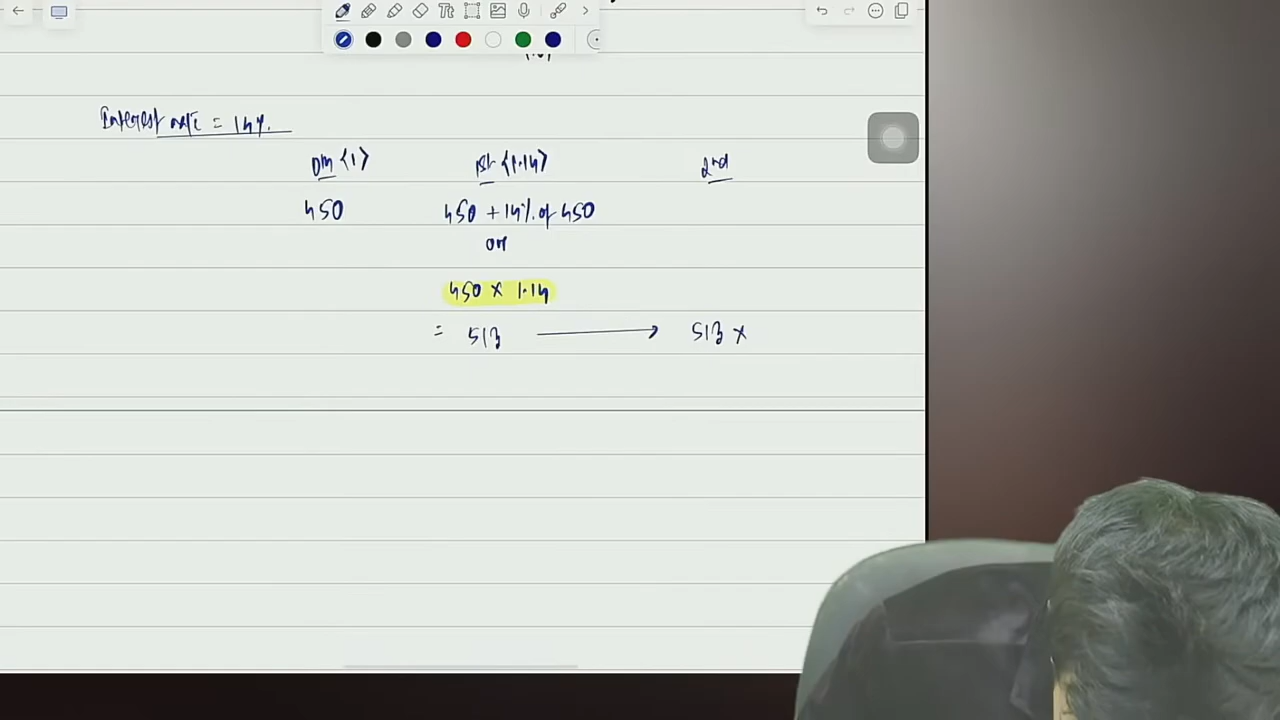 Tt
Interest rate = 14%.
0th {1} 1st {1.14} 2nd
450 450 + 14% of 450
or
450 x 1.14
= 513 → 513 x